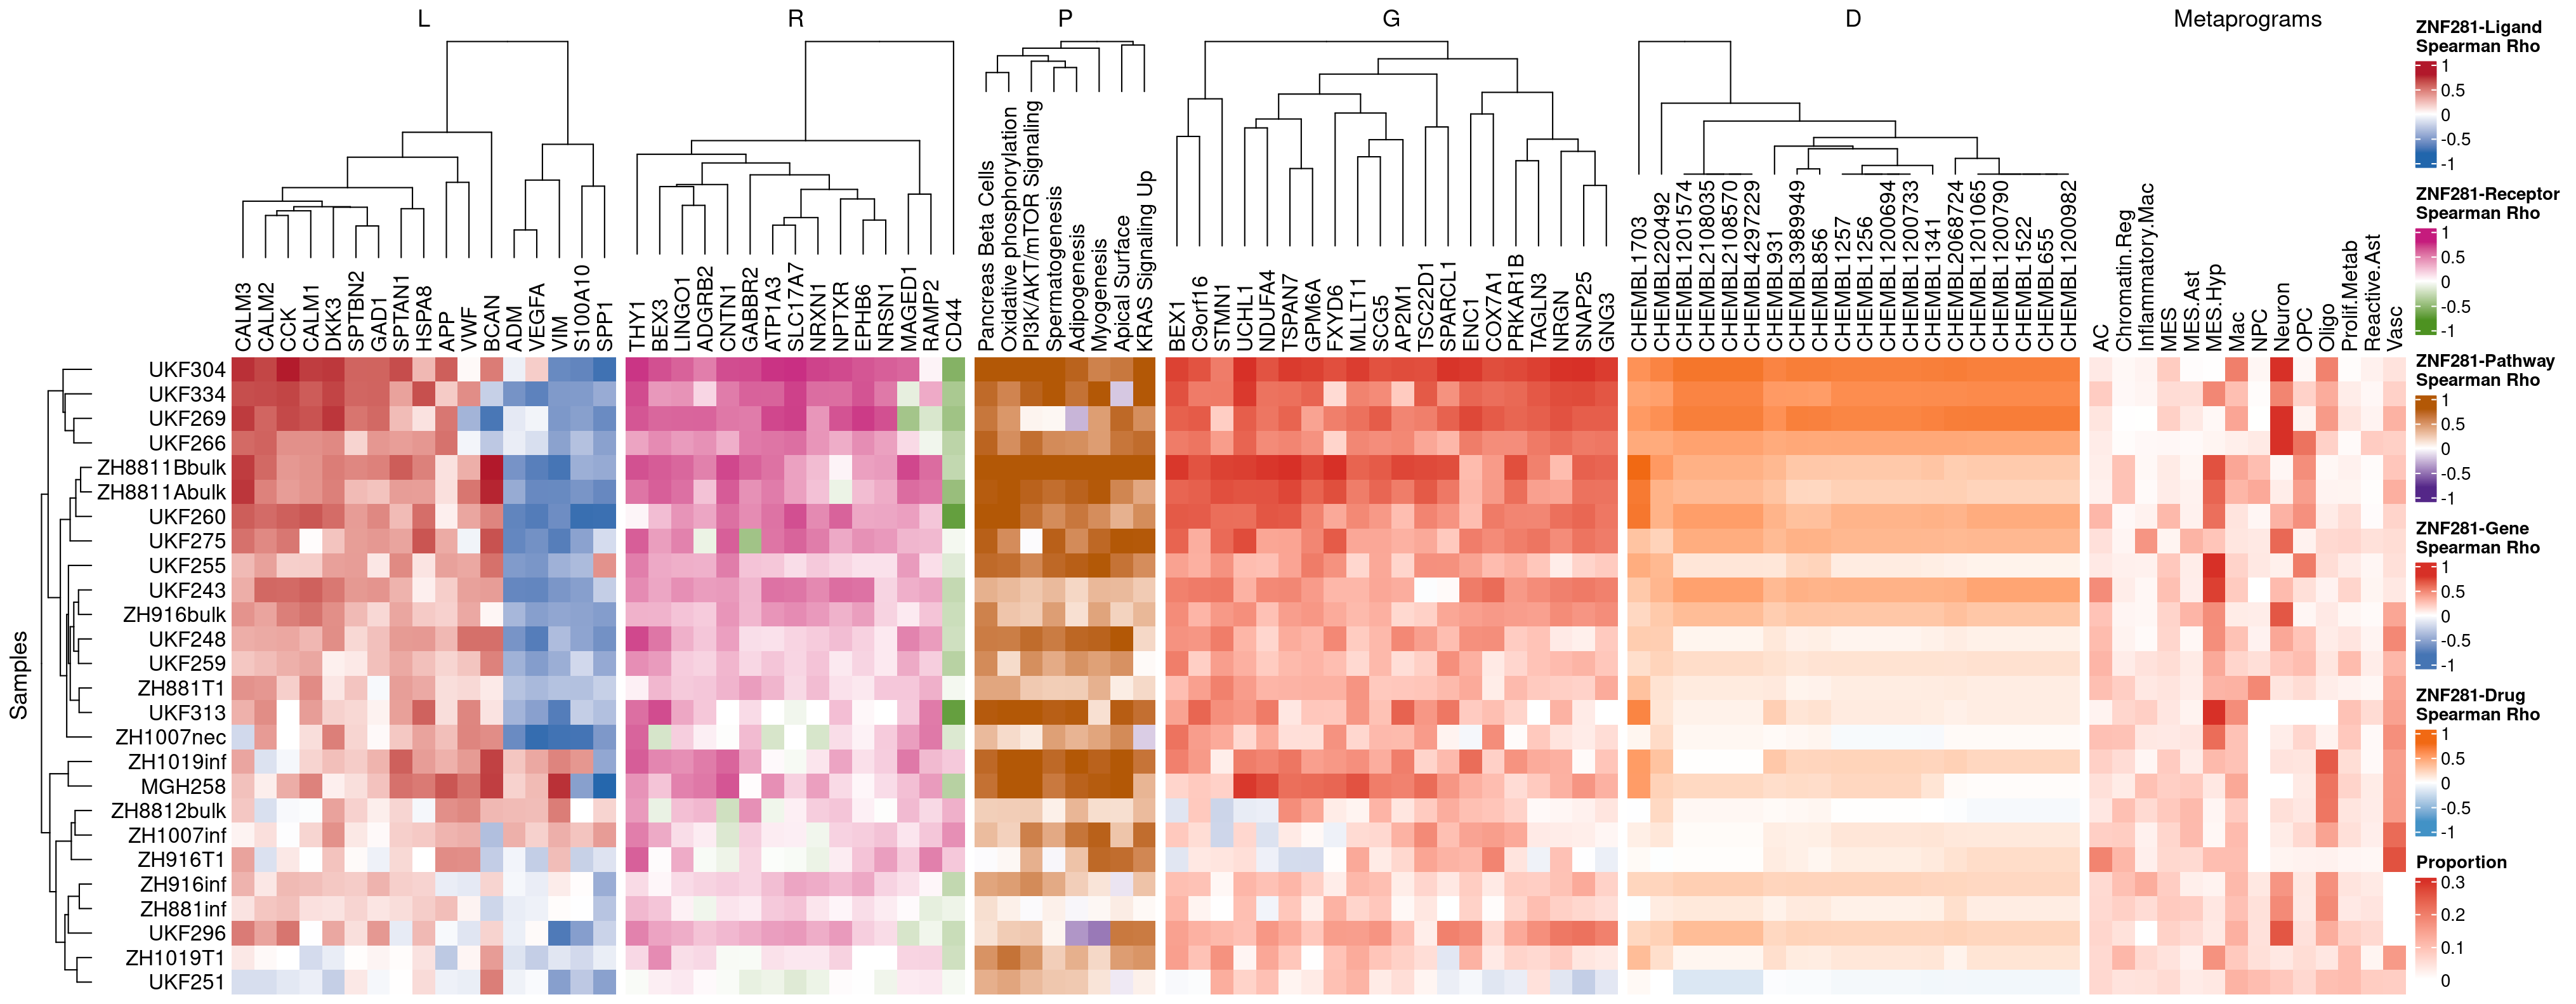 L
R
P
G
D
Metaprograms
CALM3
CALM2
CCK
CALM1
DKK3
SPTBN2
GAD1
SPTAN1
HSPA8
APP
VWF
BCAN
ADM
VEGFA
VIM
S100A10
SPP1
THY1
BEX3
LINGO1
ADGRB2
CNTN1
GABBR2
ATP1A3
SLC17A7
NRXN1
NPTXR
EPHB6
NRSN1
MAGED1
RAMP2
CD44
Pancreas Beta Cells
Oxidative phosphorylation
PI3K/AKT/mTOR Signaling
Spermatogenesis
Adipogenesis
Myogenesis
Apical Surface
KRAS Signaling Up
BEX1
C9orf16
STMN1
UCHL1
NDUFA4
TSPAN7
GPM6A
FXYD6
MLLT11
SCG5
AP2M1
TSC22D1
SPARCL1
ENC1
COX7A1
PRKAR1B
TAGLN3
NRGN
SNAP25
GNG3
CHEMBL1703
CHEMBL220492
CHEMBL1201574
CHEMBL2108035
CHEMBL2108570
CHEMBL4297229
CHEMBL931
CHEMBL3989949
CHEMBL856
CHEMBL1257
CHEMBL1256
CHEMBL1200694
CHEMBL1200733
CHEMBL1341
CHEMBL2068724
CHEMBL1201065
CHEMBL1200790
CHEMBL1522
CHEMBL655
CHEMBL1200982
AC
Chromatin.Reg
Inflammatory.Mac
MES
MES.Ast
MES.Hyp
Mac
NPC
Neuron
OPC
Oligo
Prolif.Metab
Reactive.Ast
Vasc
Samples
UKF304
UKF334
UKF269
UKF266
ZH8811Bbulk
ZH8811Abulk
UKF260
UKF275
UKF255
UKF243
ZH916bulk
UKF248
UKF259
ZH881T1
UKF313
ZH1007nec
ZH1019inf
MGH258
ZH8812bulk
ZH1007inf
ZH916T1
ZH916inf
ZH881inf
UKF296
ZH1019T1
UKF251
ZNF281-Ligand
Spearman Rho
1
0.5
0
-0.5
-1
ZNF281-Receptor
Spearman Rho
1
0.5
0
-0.5
-1
ZNF281-Pathway
Spearman Rho
1
0.5
0
-0.5
-1
ZNF281-Gene
Spearman Rho
1
0.5
0
-0.5
-1
ZNF281-Drug
Spearman Rho
1
0.5
0
-0.5
-1
Proportion
0.3
0.2
0.1
0